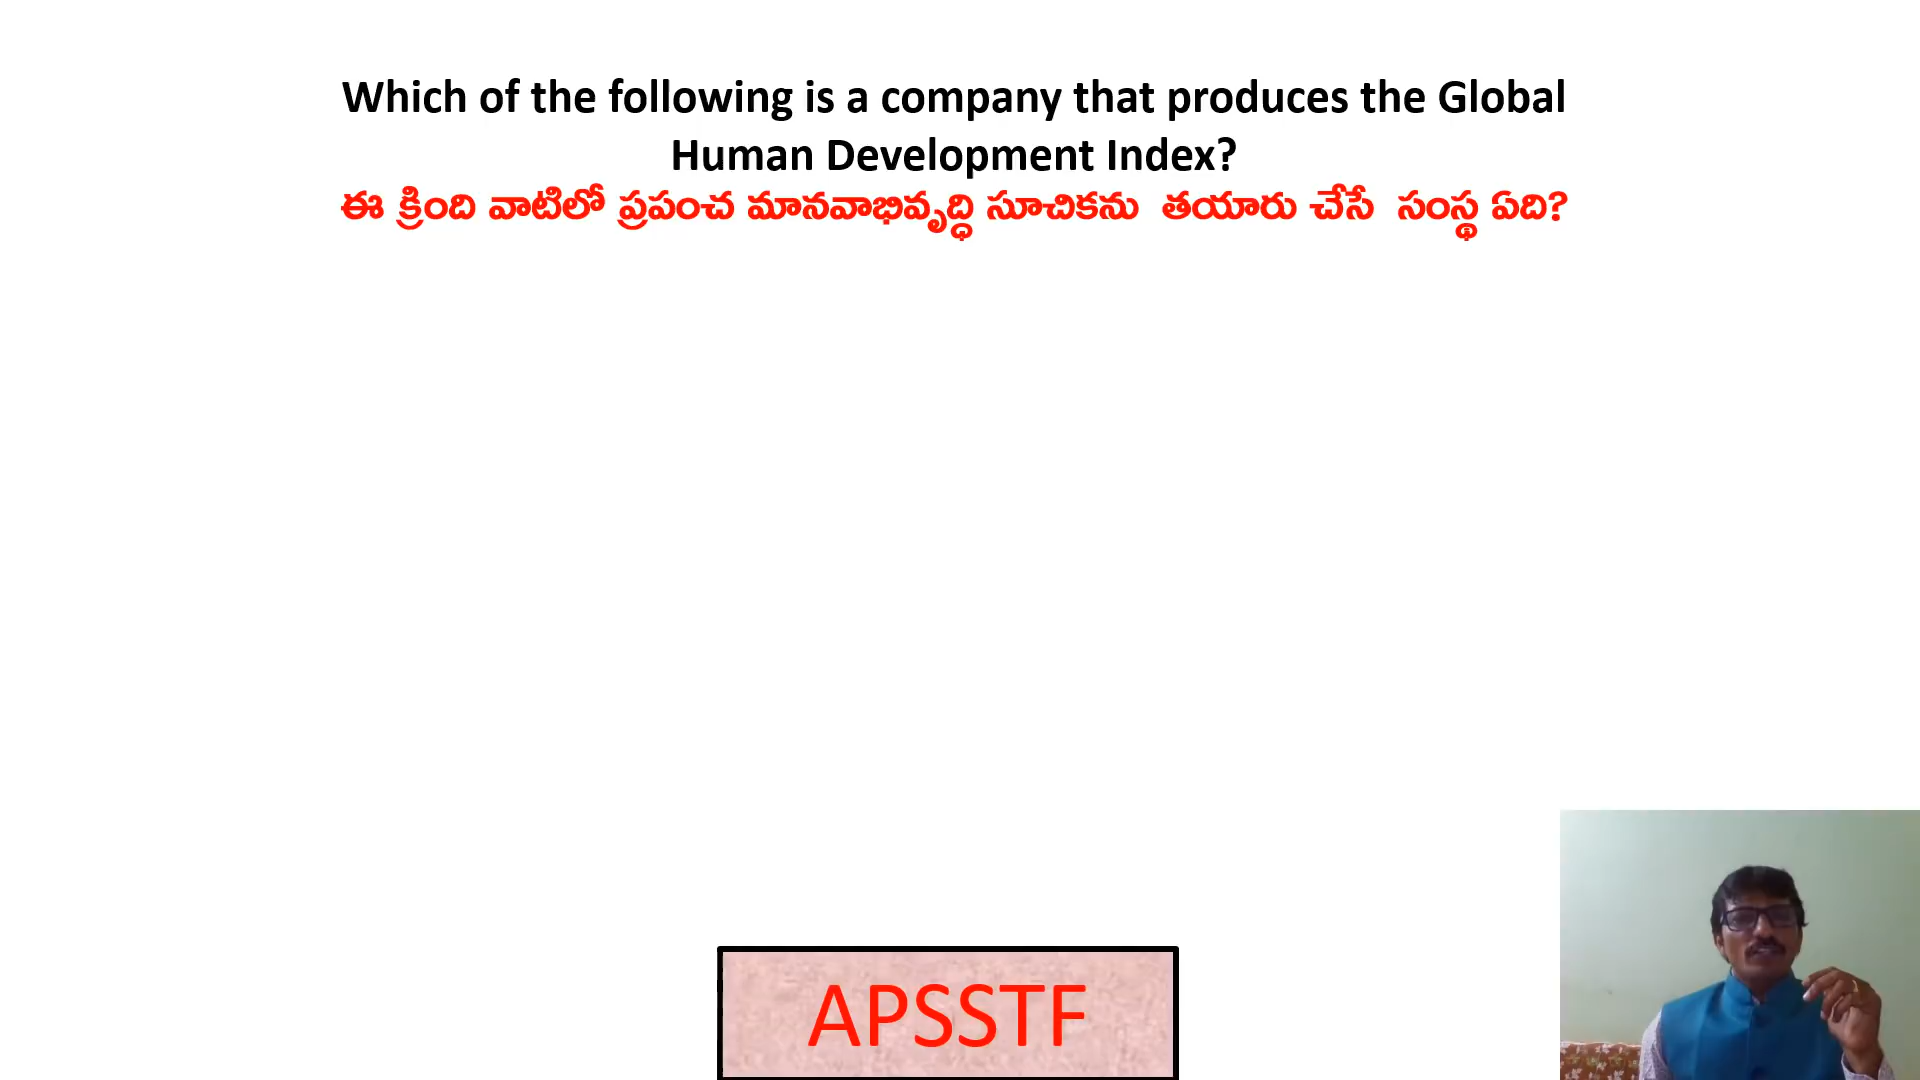 Which of the following is a company that produces the Global
Human Development Index?
ఈ క్రింది వాటిలో ప్రపంచ మానవాభివృద్ధి సూచికను తయారు చేసే సంస్థ ఏది?
APSSTF